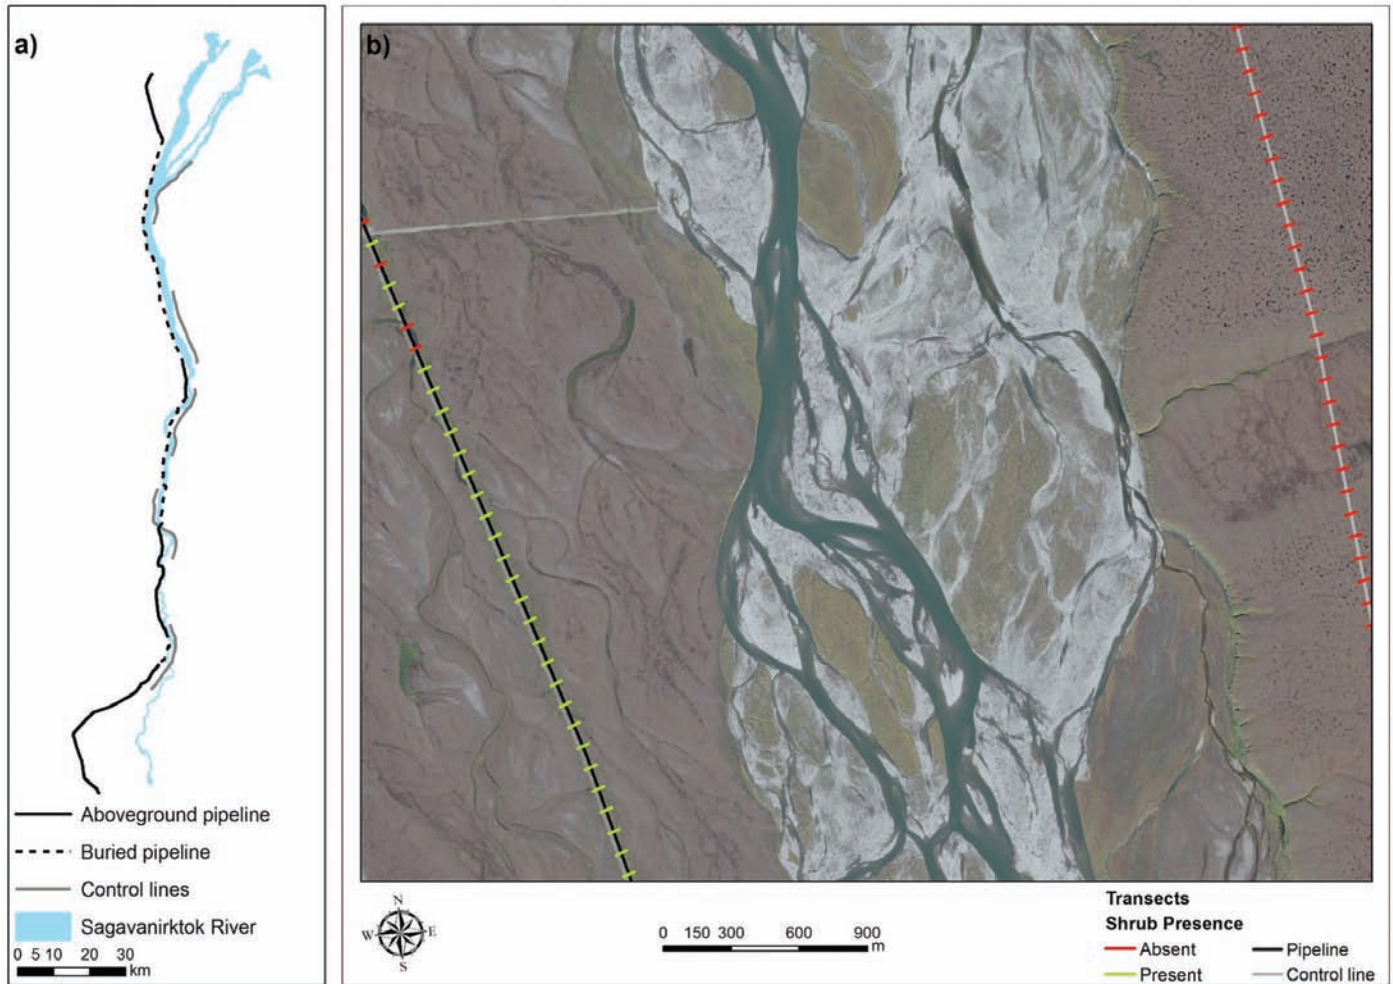 a)
Aboveground pipeline
Buried pipeline
Control lines
Sagavanirktok River
0 5 10 20 30
km
b)
N
W E
S
0 150 300 600 900
m
Transects
Shrub Presence
Absent Pipeline
Present Control line